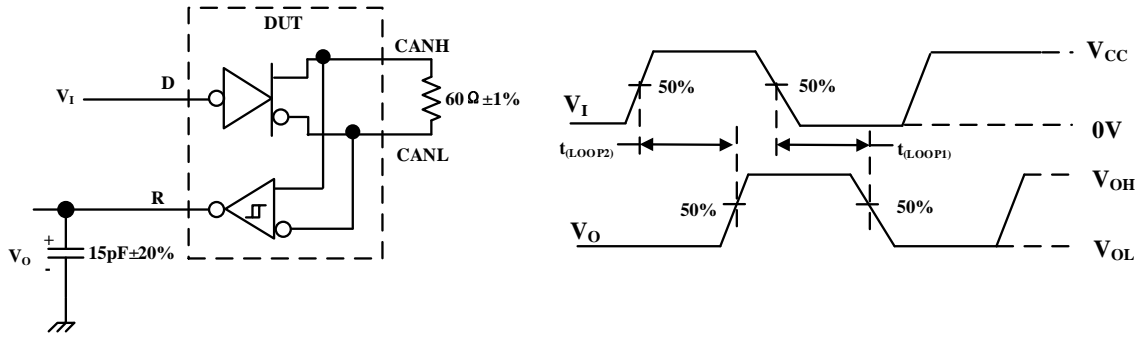 DUT
CANH
D
V_I
60Ω±1%
CANL
R
+
V_O
-
15pF±20%
V_CC
50%
50%
V_I
0V
t_(LOOP2)
t_(LOOP1)
V_OH
50%
50%
V_O
V_OL